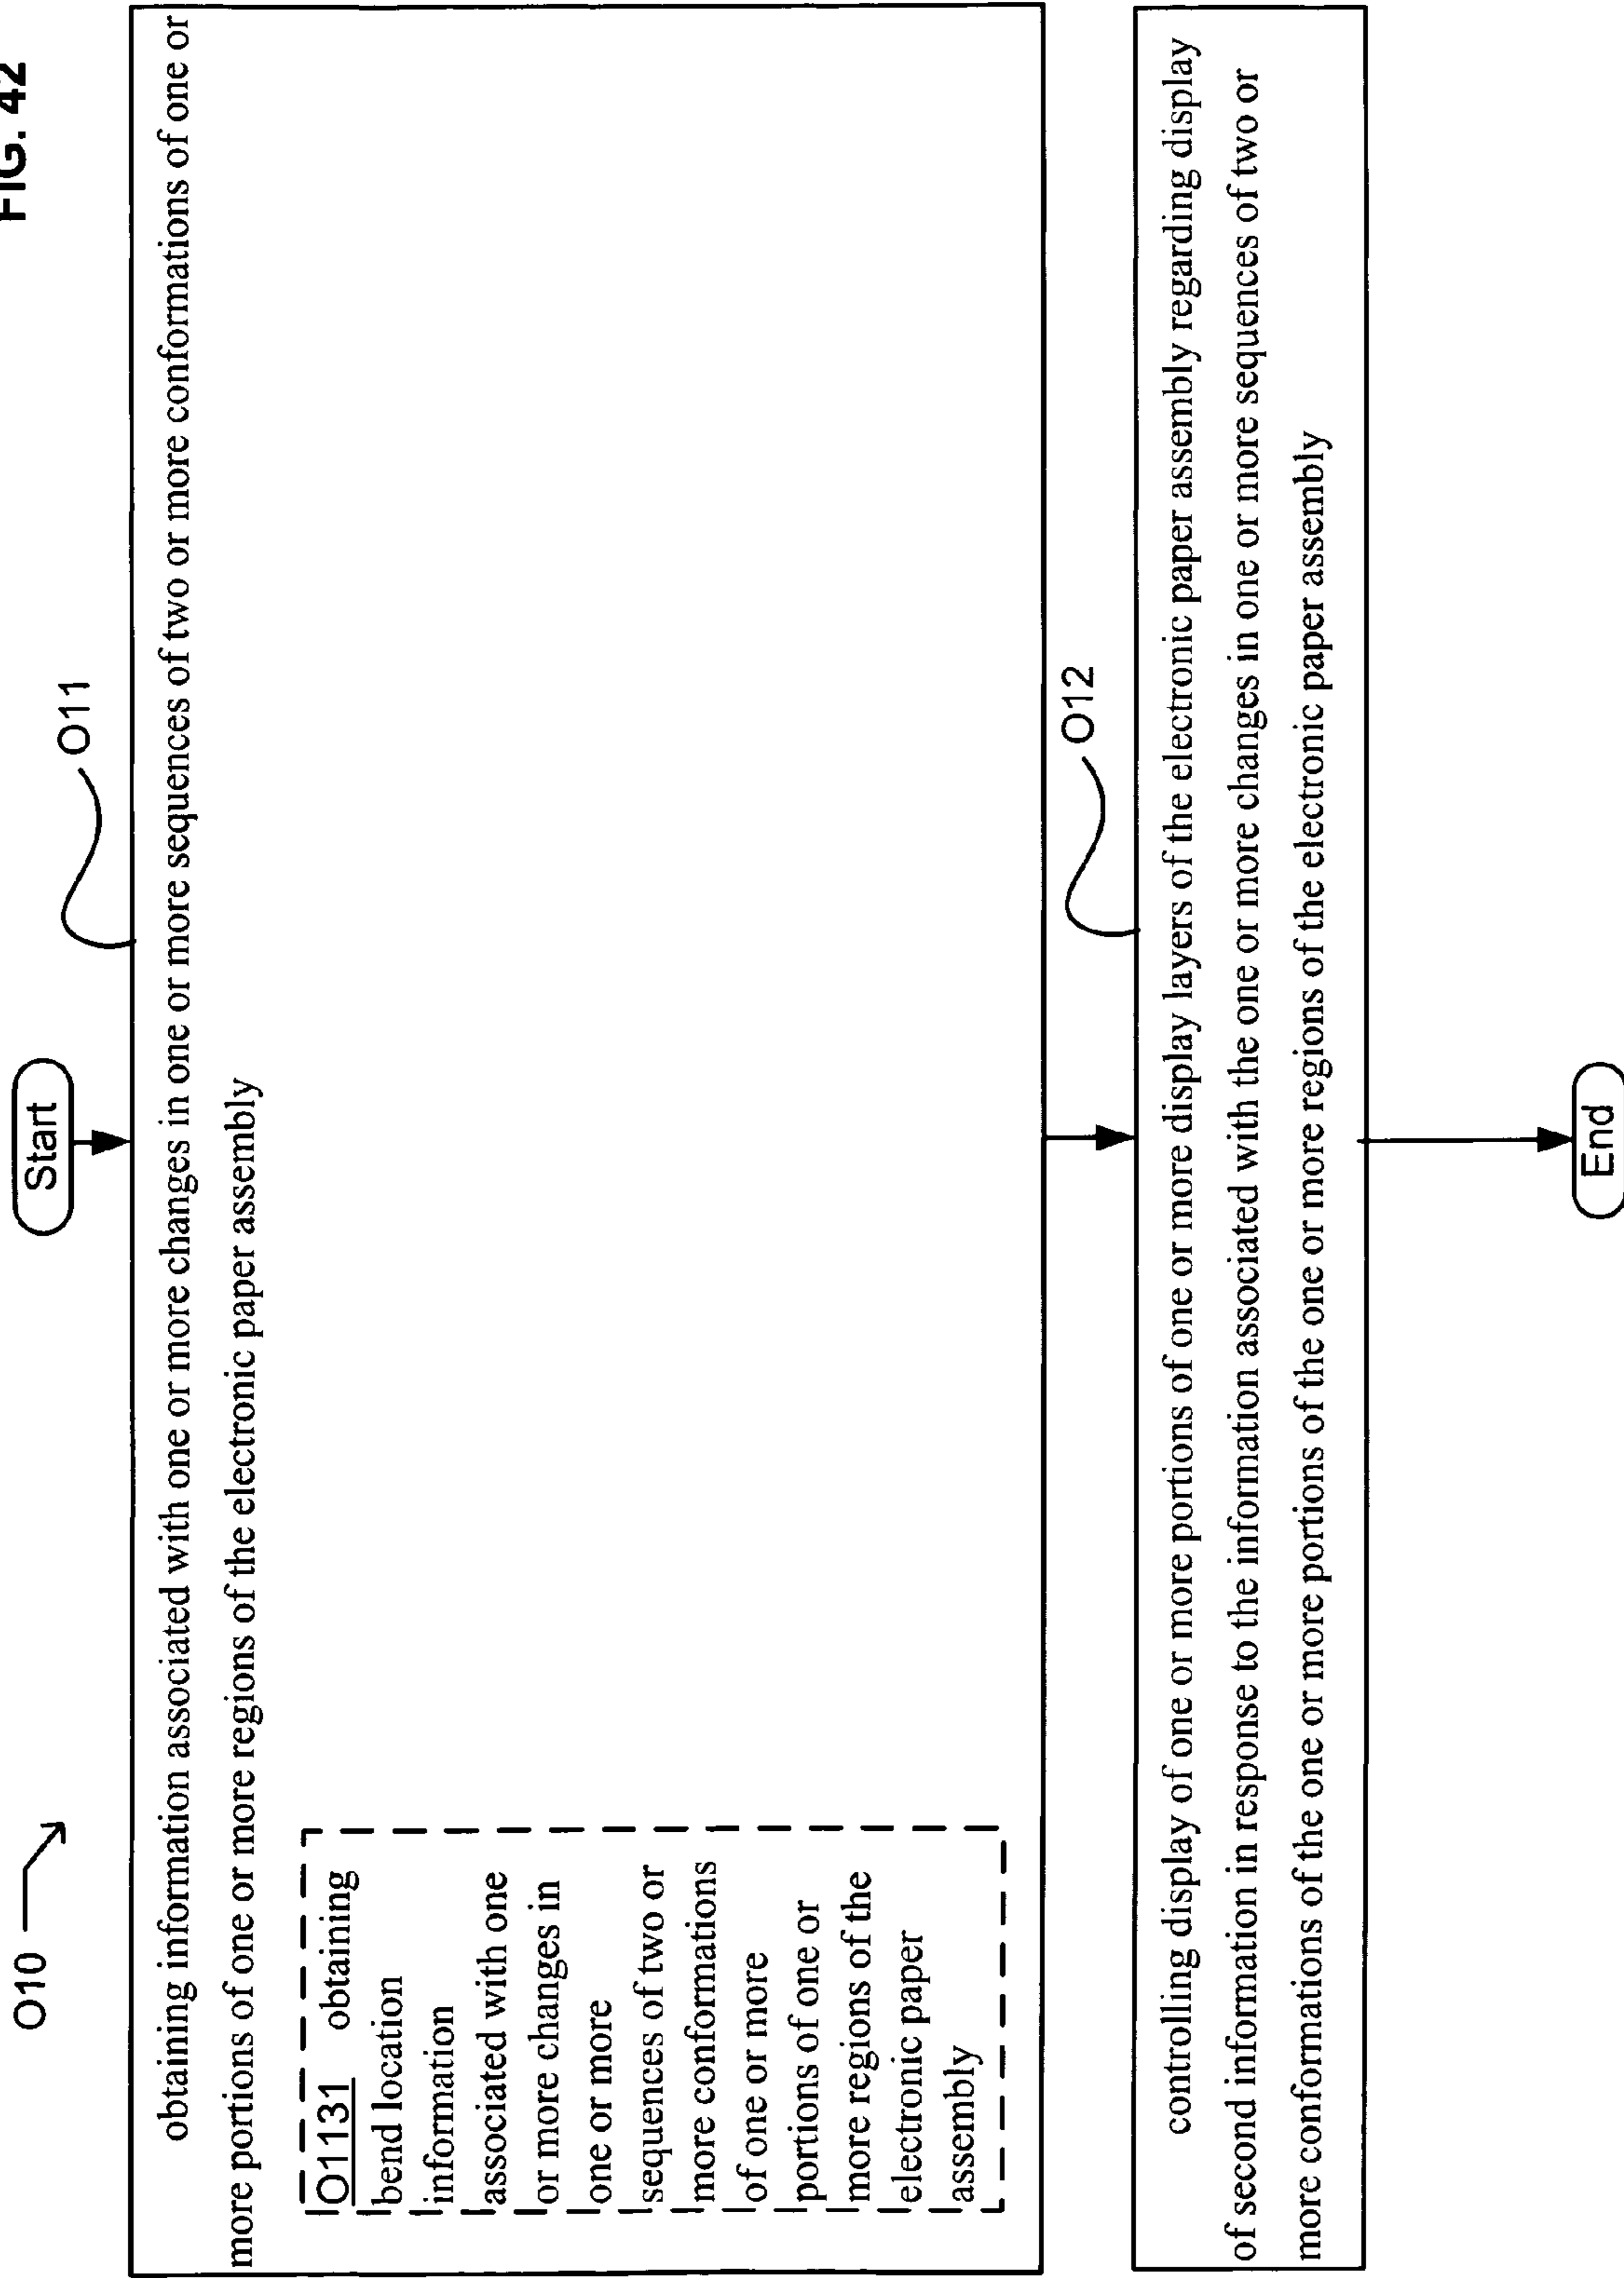 FIG. 42
O10
Start
O11
obtaining information associated with one or more changes in one or more sequences of two or more conformations of one or
more portions of one or more regions of the electronic paper assembly
O1131 obtaining
bend location
information
associated with one
or more changes in
one or more
sequences of two or
more conformations
of one or more
portions of one or
more regions of the
electronic paper
assembly
O12
controlling display of one or more portions of one or more display layers of the electronic paper assembly regarding display
of second information in response to the information associated with the one or more changes in one or more sequences of two or
more conformations of the one or more portions of the one or more regions of the electronic paper assembly
End